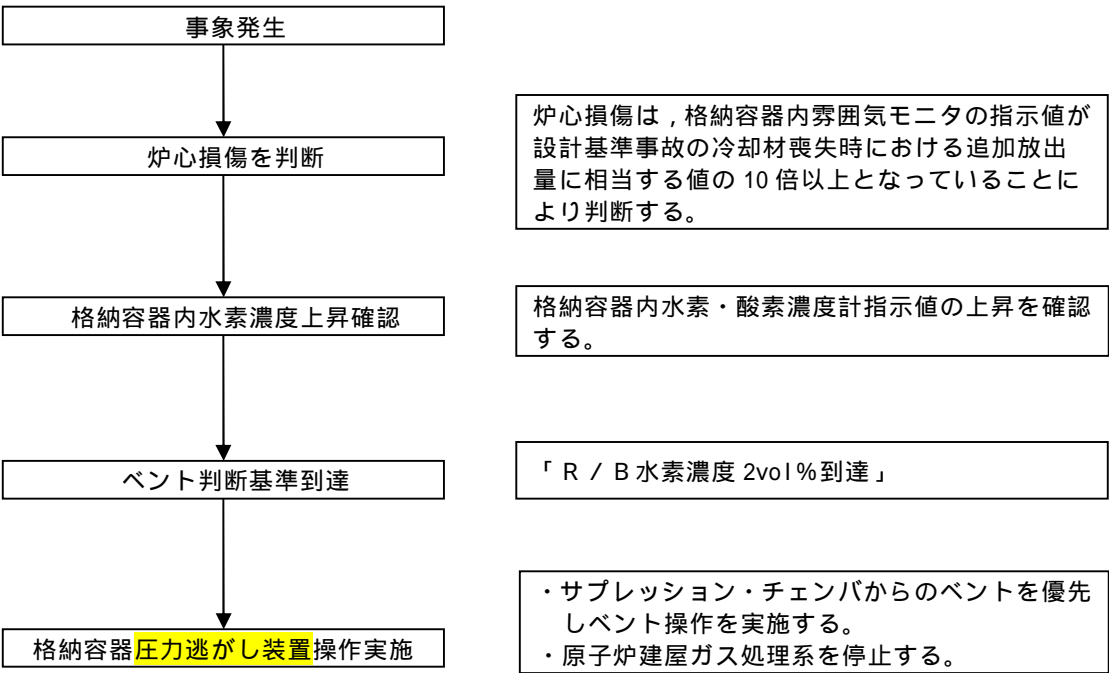 事象発生
炉心損傷を判断
炉心損傷は，格納容器内雰囲気モニタの指示値が
設計基準事故の冷却材喪失時における追加放出
量に相当する値の 10 倍以上となっていることに
より判断する。
格納容器内水素濃度上昇確認
格納容器内水素・酸素濃度計指示値の上昇を確認
する。
ベント判断基準到達
「Ｒ／Ｂ水素濃度 2vol％到達」
格納容器圧力逃がし装置操作実施
・サプレッション・チェンバからのベントを優先
しベント操作を実施する。
・原子炉建屋ガス処理系を停止する。